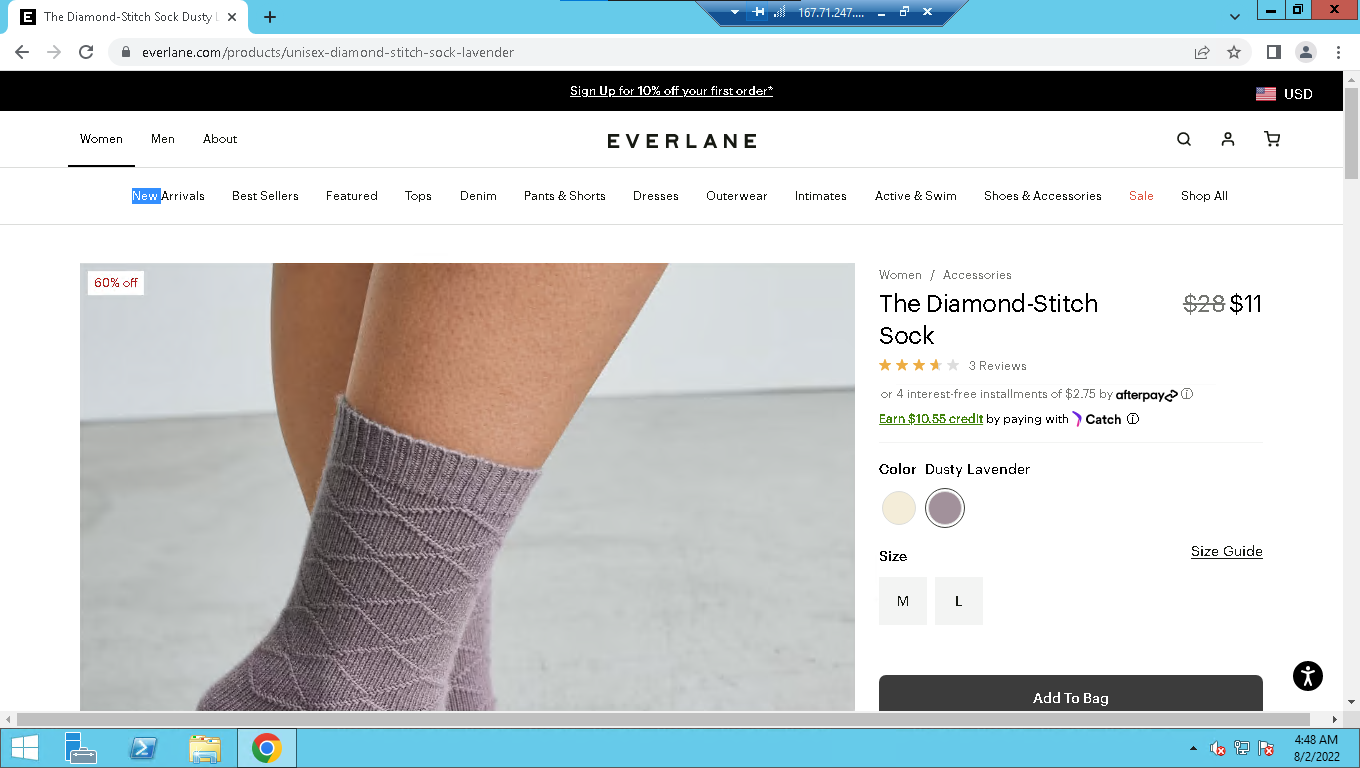 The Diamond-Stitch Sock Dusty L
167.71.247....
everlane.com/products/unisex-diamond-stitch-sock-lavender
Sign Up for 10% off your first order*
USD
Women Men About
EVERLANE
New Arrivals Best Sellers Featured Tops Denim Pants & Shorts Dresses Outerwear Intimates Active & Swim Shoes & Accessories Sale Shop All
60% off
Women / Accessories
The Diamond-Stitch
Sock
$28 $11
3 Reviews
or 4 interest-free installments of $2.75 by afterpay
Earn $10.55 credit by paying with Catch
Color Dusty Lavender
Size
Size Guide
M L
Add To Bag
4:48 AM
8/2/2022